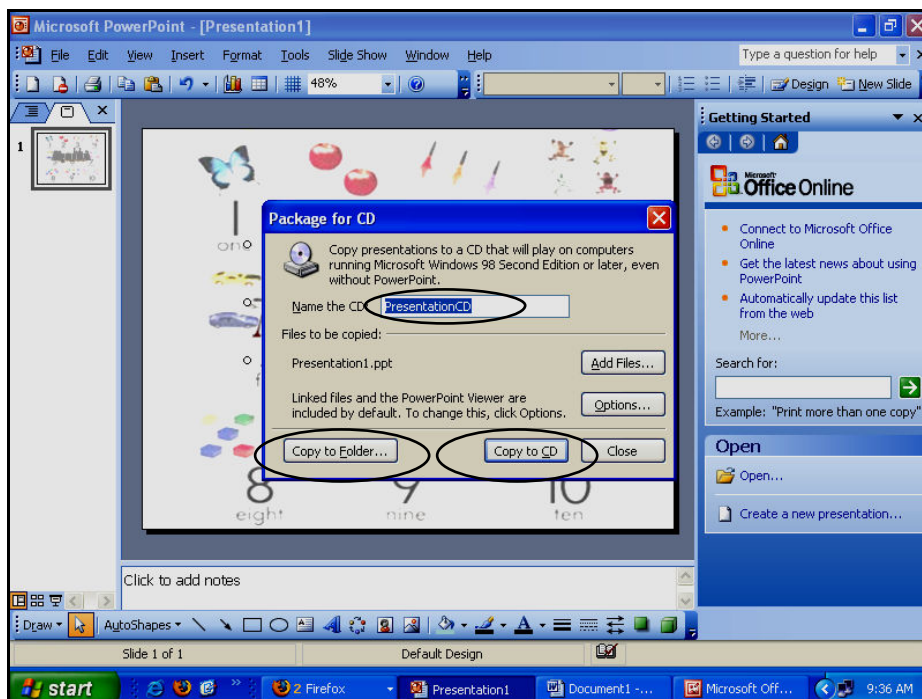 Microsoft PowerPoint - [Presentation1]
File Edit View Insert Format Tools Slide Show Window Help
Type a question for help
48%
Design New Slide
Getting Started
1
Microsoft
Office Online
Connect to Microsoft Office
Online
Get the latest news about using
PowerPoint
Automatically update this list
from the web
More...
Search for:
Example: "Print more than one copy"
Open
Open...
Create a new presentation...
1
one
Package for CD
Copy presentations to a CD that will play on computers
running Microsoft Windows 98 Second Edition or later, even
without PowerPoint.
Name the CD: PresentationCD
Files to be copied:
Presentation1.ppt
Add Files...
Linked files and the PowerPoint Viewer are
included by default. To change this, click Options.
Options...
Copy to Folder... Copy to CD Close
8 9 10
eight nine ten
Click to add notes
Draw AutoShapes
Slide 1 of 1 Default Design
start 2 Firefox Presentation1 Document1 -... Microsoft Off... 9:36 AM